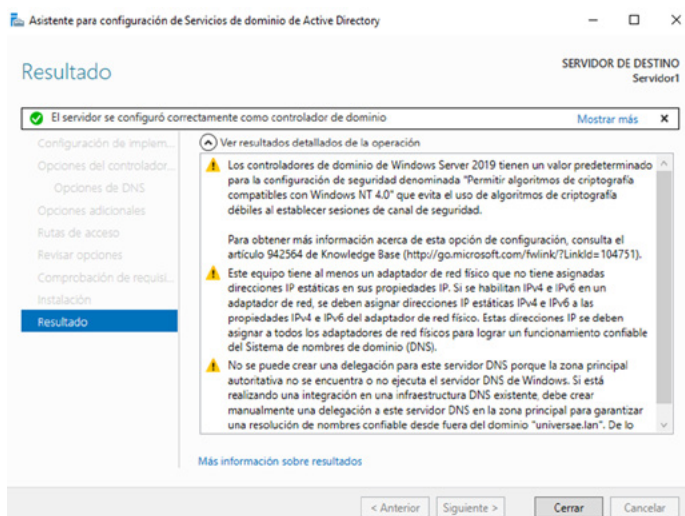 Asistente para configuración de Servicios de dominio de Active Directory
Resultado
SERVIDOR DE DESTINO
Servidor1
El servidor se configuró correctamente como controlador de dominio
Mostrar más
Configuración de implem...
Opciones del controlador...
Opciones de DNS
Opciones adicionales
Rutas de acceso
Revisar opciones
Comprobación de requisi...
Instalación
Resultado
Ver resultados detallados de la operación
Los controladores de dominio de Windows Server 2019 tienen un valor predeterminado
para la configuración de seguridad denominada "Permitir algoritmos de criptografía
compatibles con Windows NT 4.0" que evita el uso de algoritmos de criptografía
débiles al establecer sesiones de canal de seguridad.
Para obtener más información acerca de esta opción de configuración, consulta el
artículo 942564 de Knowledge Base (http://go.microsoft.com/fwlink/?LinkId=104751).
Este equipo tiene al menos un adaptador de red físico que no tiene asignadas
direcciones IP estáticas en sus propiedades IP. Si se habilitan IPv4 e IPv6 en un
adaptador de red, se deben asignar direcciones IP estáticas IPv4 e IPv6 a las
propiedades IPv4 e IPv6 del adaptador de red físico. Estas direcciones IP se deben
asignar a todos los adaptadores de red físicos para lograr un funcionamiento confiable
del Sistema de nombres de dominio (DNS).
No se puede crear una delegación para este servidor DNS porque la zona principal
autoritativa no se encuentra o no ejecuta el servidor DNS de Windows. Si está
realizando una integración en una infraestructura DNS existente, debe crear
manualmente una delegación a este servidor DNS en la zona principal para garantizar
una resolución de nombres confiable desde fuera del dominio "universae.lan". De lo
Más información sobre resultados
< Anterior
Siguiente >
Cerrar
Cancelar